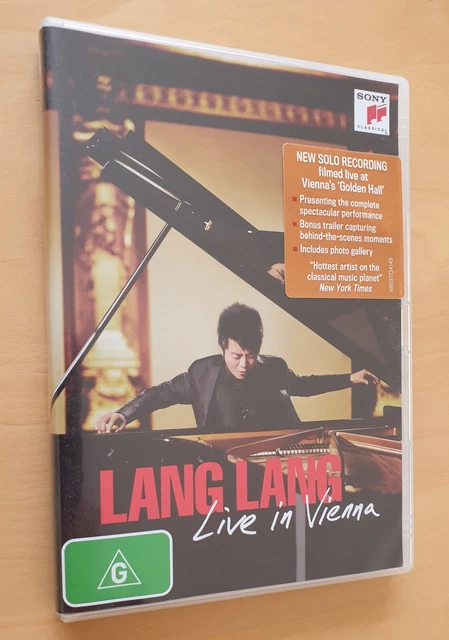 SONY
CLASSICAL
NEW SOLO RECORDING
filmed live at
Vienna's 'Golden Hall'
Presenting the complete
spectacular performance
Bonus trailer capturing
behind-the-scenes moments
Includes photo gallery
"Hottest artist on the
classical music planet"
New York Times
LANG LANG
Live in Vienna
G